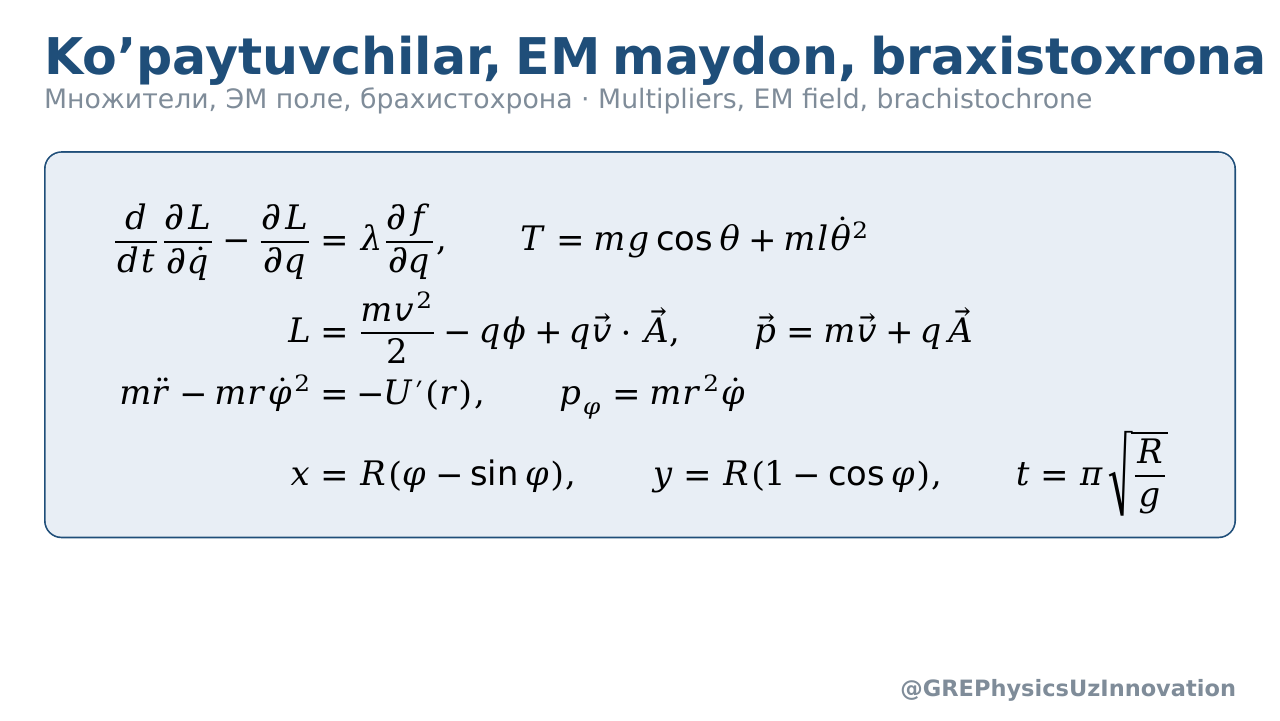 Ko’paytuvchilar, EM maydon, braxistoxrona
Множители, ЭМ поле, брахистохрона · Multipliers, EM field, brachistochrone
d/dt ∂L/∂q̇ − ∂L/∂q = λ ∂f/∂q, T = mg cos θ + mlθ̇²
L = mv²/2 − qϕ + qv⃗ · A⃗, p⃗ = mv⃗ + qA⃗
mr̈ − mrφ̇² = −U′(r), p_φ = mr²φ̇
x = R(φ − sin φ), y = R(1 − cos φ), t = π√(R/g)
@GREPhysicsUzInnovation